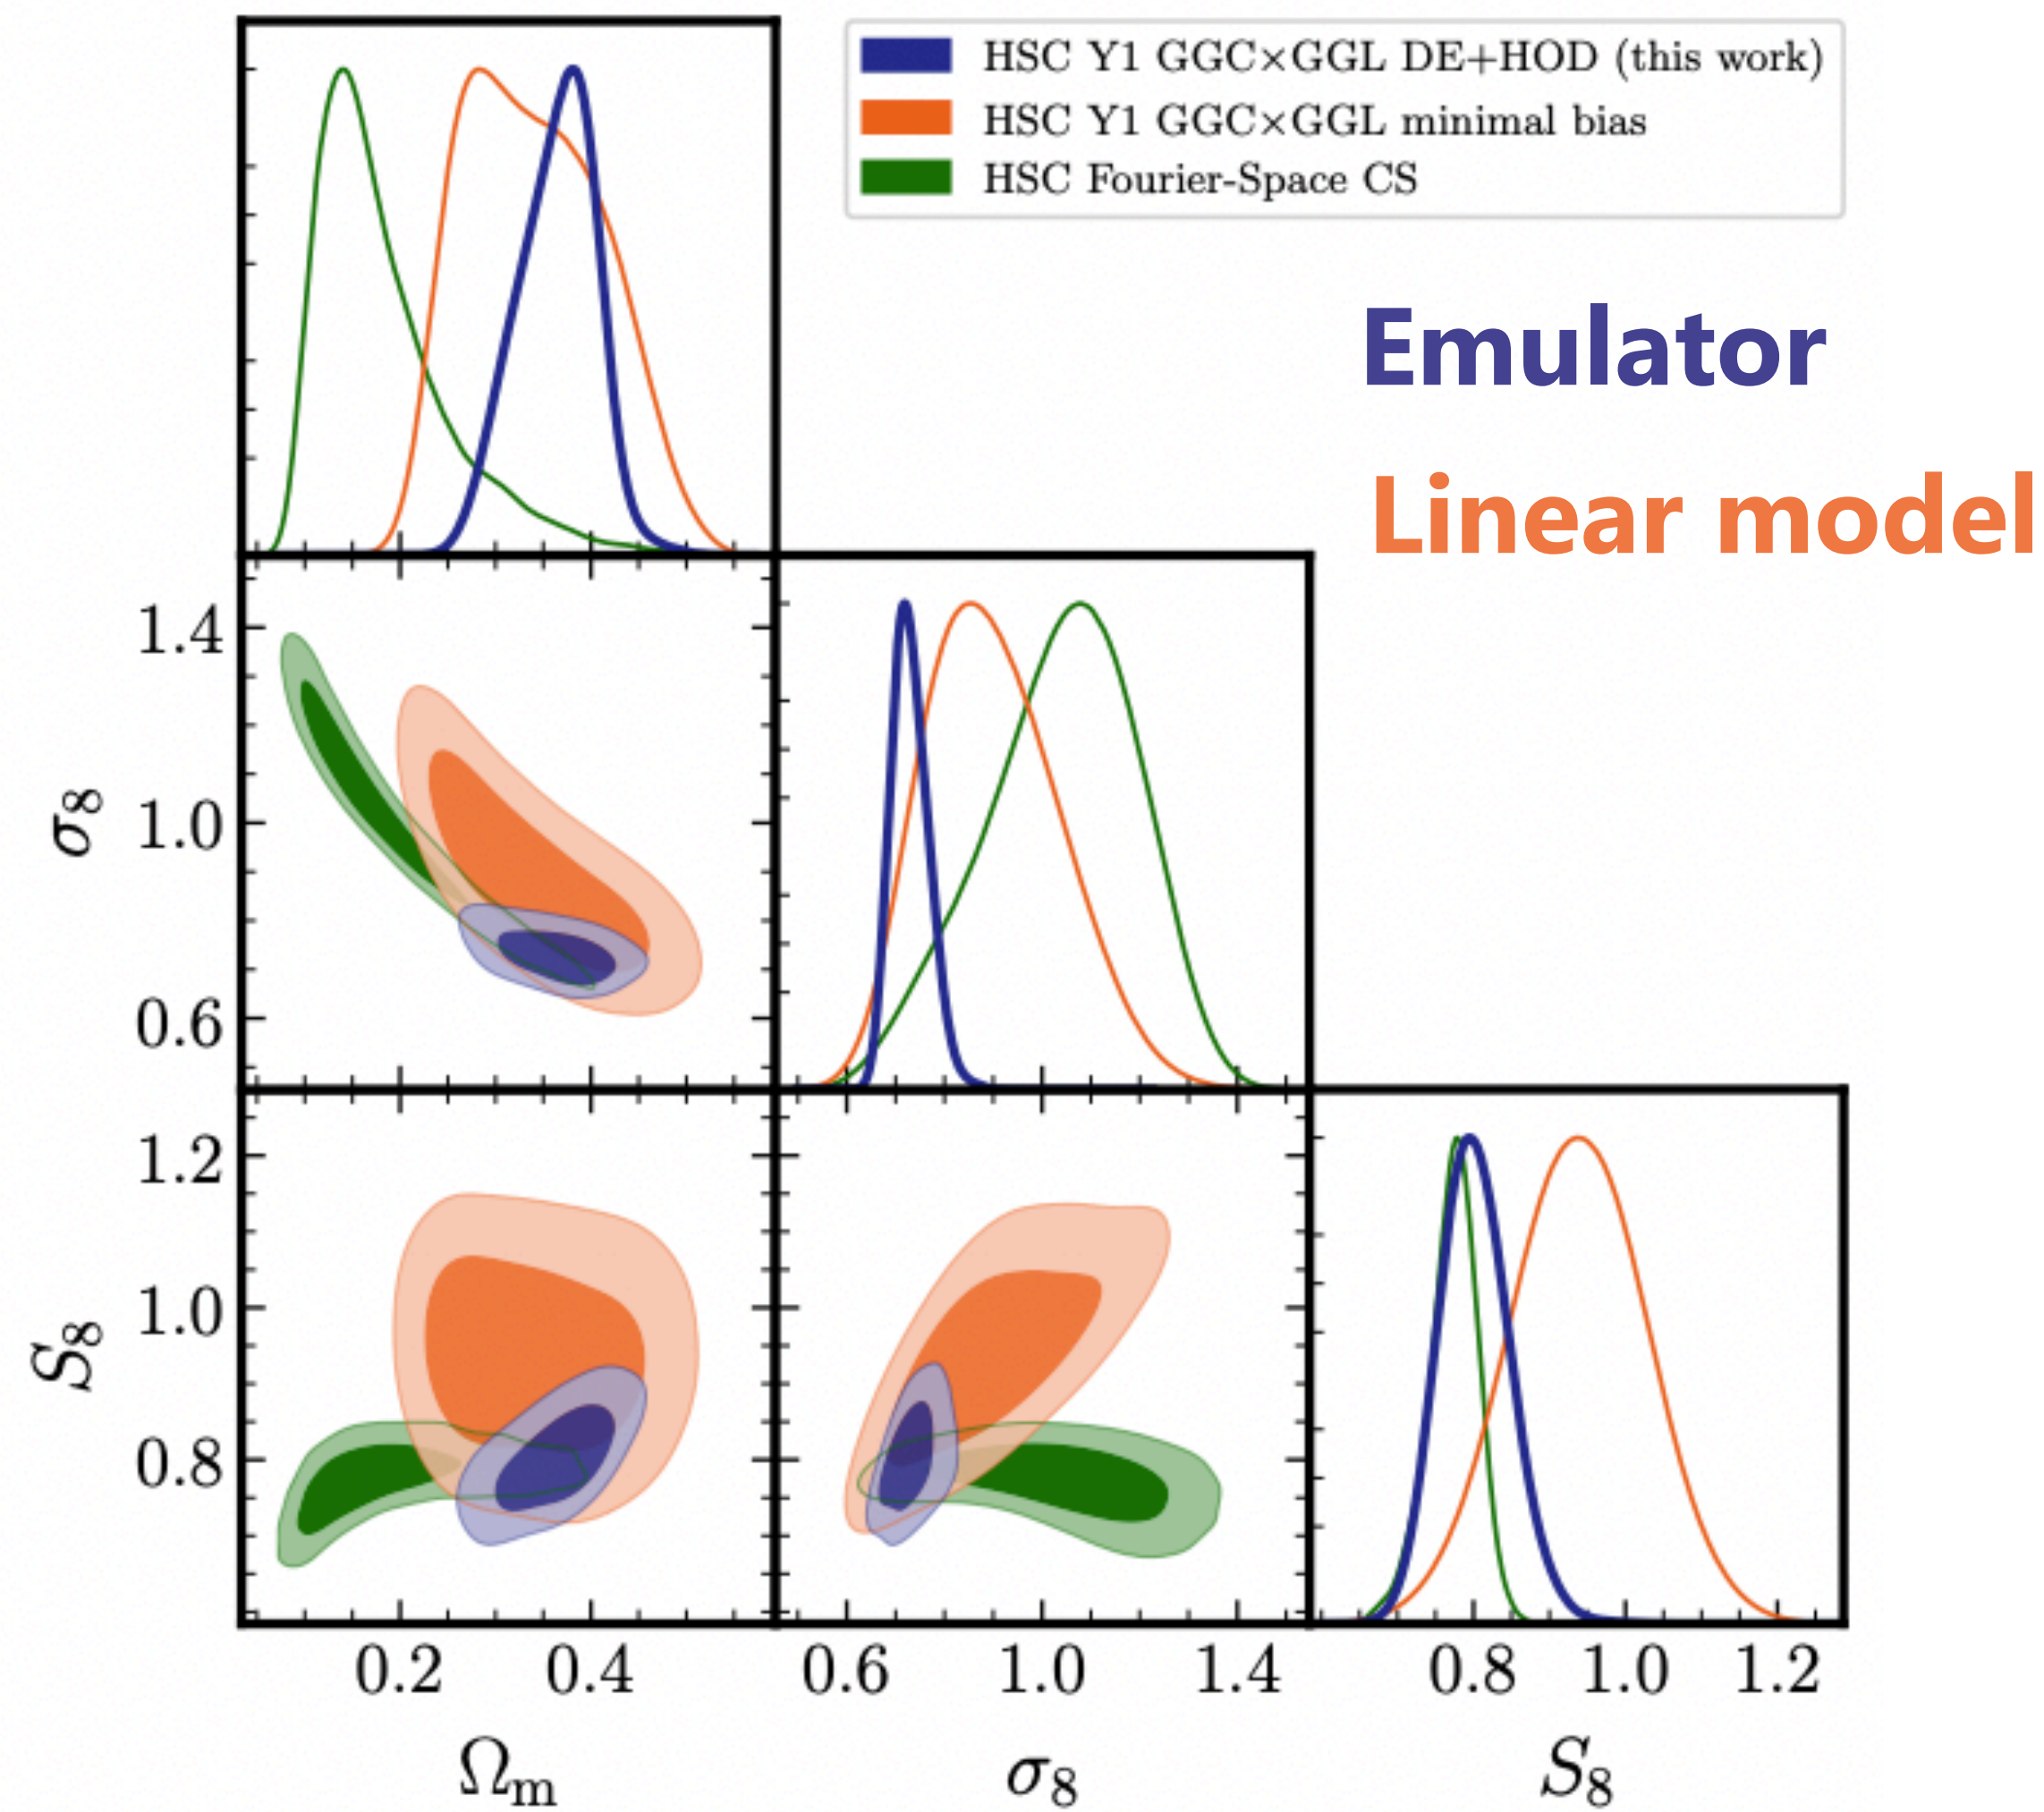 HSC Y1 GGC×GGL DE+HOD (this work)
HSC Y1 GGC×GGL minimal bias
HSC Fourier-Space CS
Emulator
Linear model
1.4
1.0
0.6
σ8
1.2
1.0
0.8
S8
0.2 0.4 0.6 1.0 1.4 0.8 1.0 1.2
Ωm σ8 S8